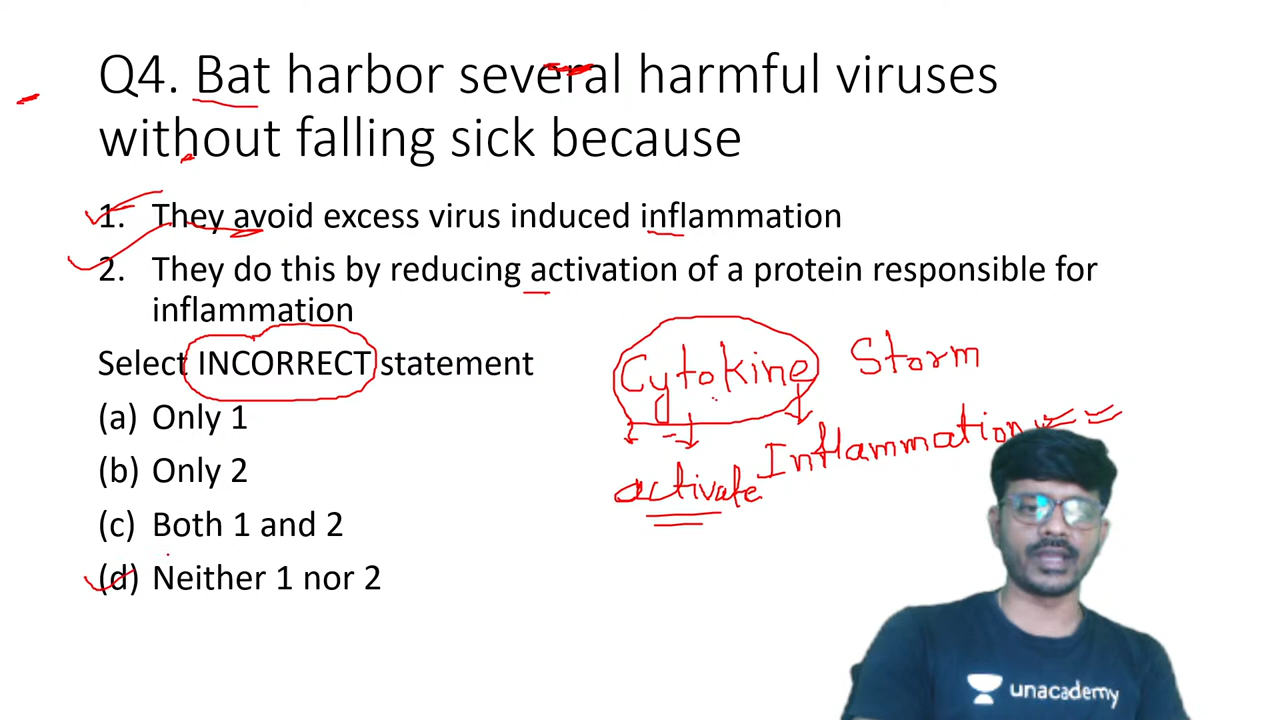 Q4. Bat harbor several harmful viruses
without falling sick because
1. They avoid excess virus induced inflammation
2. They do this by reducing activation of a protein responsible for
inflammation
Select INCORRECT statement
(a) Only 1
(b) Only 2
(c) Both 1 and 2
(d) Neither 1 nor 2
Cytokine Storm
activate Inflammation
unacademy